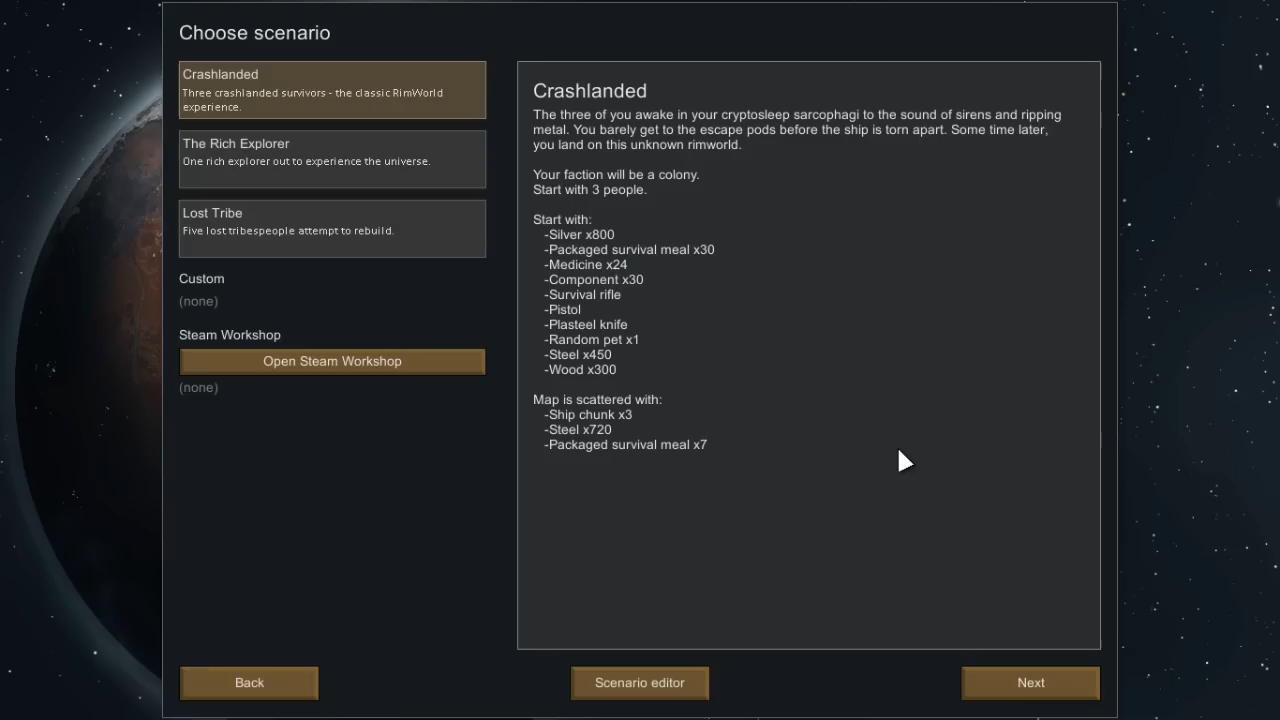 Choose scenario
Crashlanded
Three crashlanded survivors - the classic RimWorld
experience.
The Rich Explorer
One rich explorer out to experience the universe.
Lost Tribe
Five lost tribespeople attempt to rebuild.
Custom
(none)
Steam Workshop
Open Steam Workshop
(none)
Crashlanded
The three of you awake in your cryptosleep sarcophagi to the sound of sirens and ripping
metal. You barely get to the escape pods before the ship is torn apart. Some time later,
you land on this unknown rimworld.
Your faction will be a colony.
Start with 3 people.
Start with:
-Silver x800
-Packaged survival meal x30
-Medicine x24
-Component x30
-Survival rifle
-Pistol
-Plasteel knife
-Random pet x1
-Steel x450
-Wood x300
Map is scattered with:
-Ship chunk x3
-Steel x720
-Packaged survival meal x7
Back
Scenario editor
Next